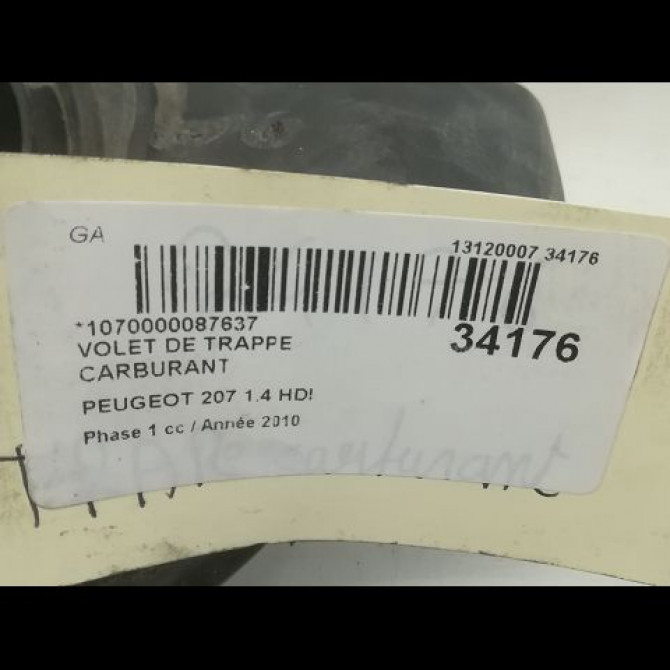 GA
13120007 34176
*1070000087637
34176
VOLET DE TRAPPE
CARBURANT
PEUGEOT 207 1.4 HDI
Phase 1 cc / Année 2010
carburant